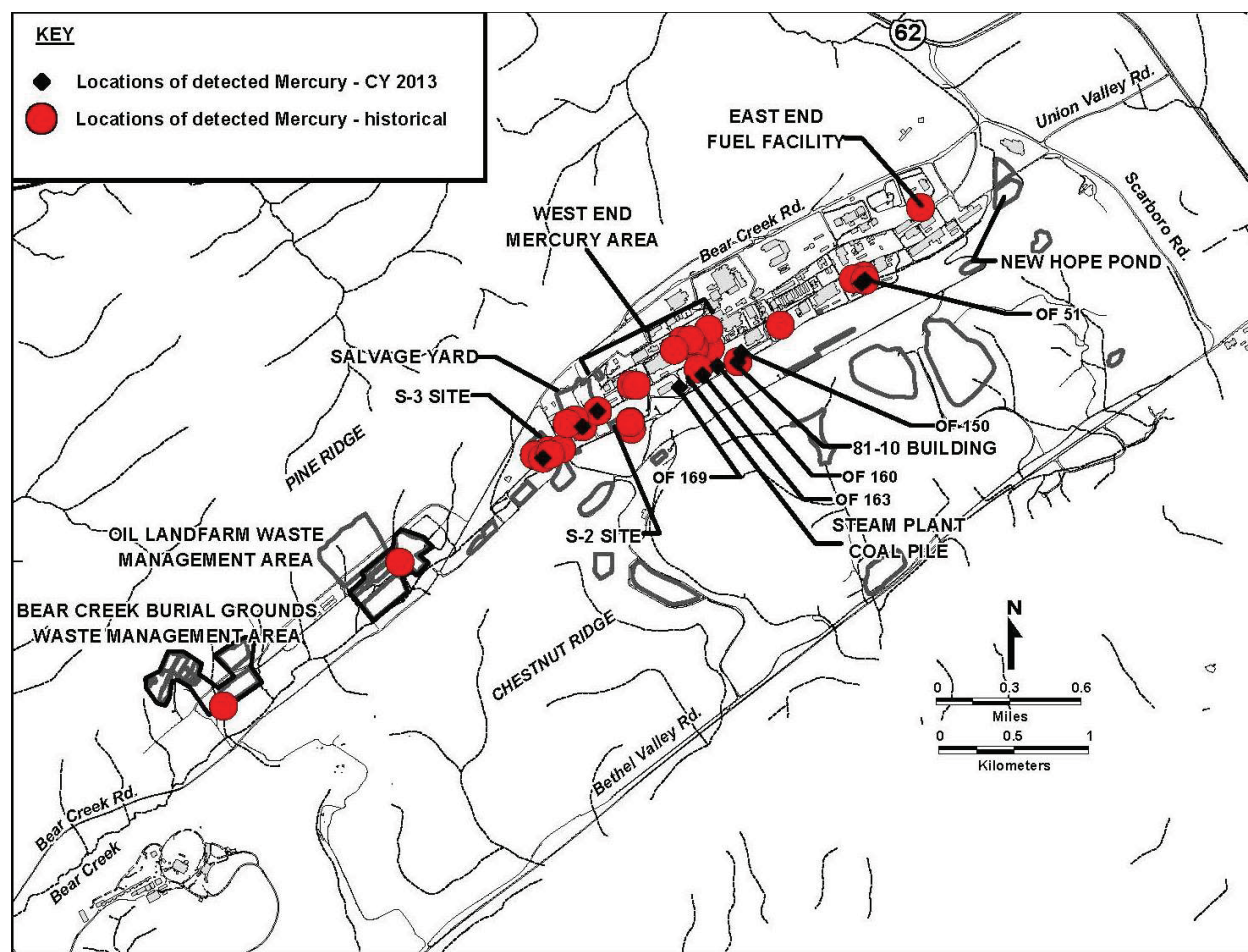 KEY
Locations of detected Mercury - CY 2013
Locations of detected Mercury - historical
62
Union Valley Rd.
EAST END
FUEL FACILITY
Scarboro Rd.
WEST END
MERCURY AREA
Bear Creek Rd.
NEW HOPE POND
OF 51
SALVAGE YARD
S-3 SITE
OF 150
81-10 BUILDING
PINE RIDGE
OF 169
OF 160
OF 163
S-2 SITE
STEAM PLANT
COAL PILE
OIL LANDFARM WASTE
MANAGEMENT AREA
BEAR CREEK BURIAL GROUNDS
WASTE MANAGEMENT AREA
CHESTNUT RIDGE
N
0 0.3 0.6
Miles
0 0.5 1
Kilometers
Bethel Valley Rd.
Bear Creek Rd.
Bear Creek